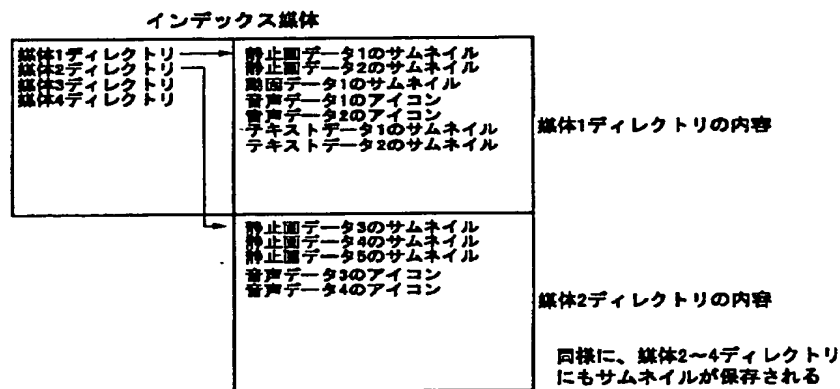 インデックス媒体
媒体1ディレクトリ
媒体2ディレクトリ
媒体3ディレクトリ
媒体4ディレクトリ
静止画データ1のサムネイル
静止画データ2のサムネイル
動画データ1のサムネイル
音声データ1のアイコン
音声データ2のアイコン
テキストデータ1のサムネイル
テキストデータ2のサムネイル
媒体1ディレクトリの内容
静止画データ3のサムネイル
静止画データ4のサムネイル
静止画データ5のサムネイル
音声データ3のアイコン
音声データ4のアイコン
媒体2ディレクトリの内容
同様に、媒体2〜4ディレクトリ
にもサムネイルが保存される